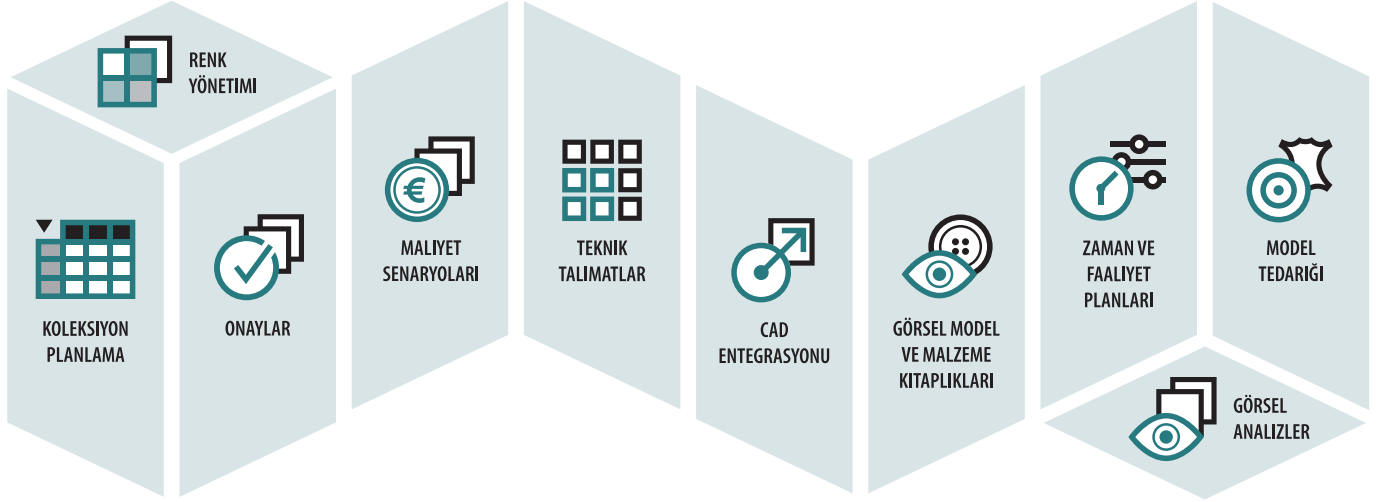 RENK
YÖNETIMI
KOLEKSIYON
PLANLAMA
ONAYLAR
MALIYET
SENARYOLARI
TEKNIK
TALIMATLAR
CAD
ENTEGRASYONU
GÖRSEL MODEL
VE MALZEME
KITAPLIKLARI
ZAMAN VE
FAALIYET
PLANLARI
MODEL
TEDARIĞI
GÖRSEL
ANALIZLER